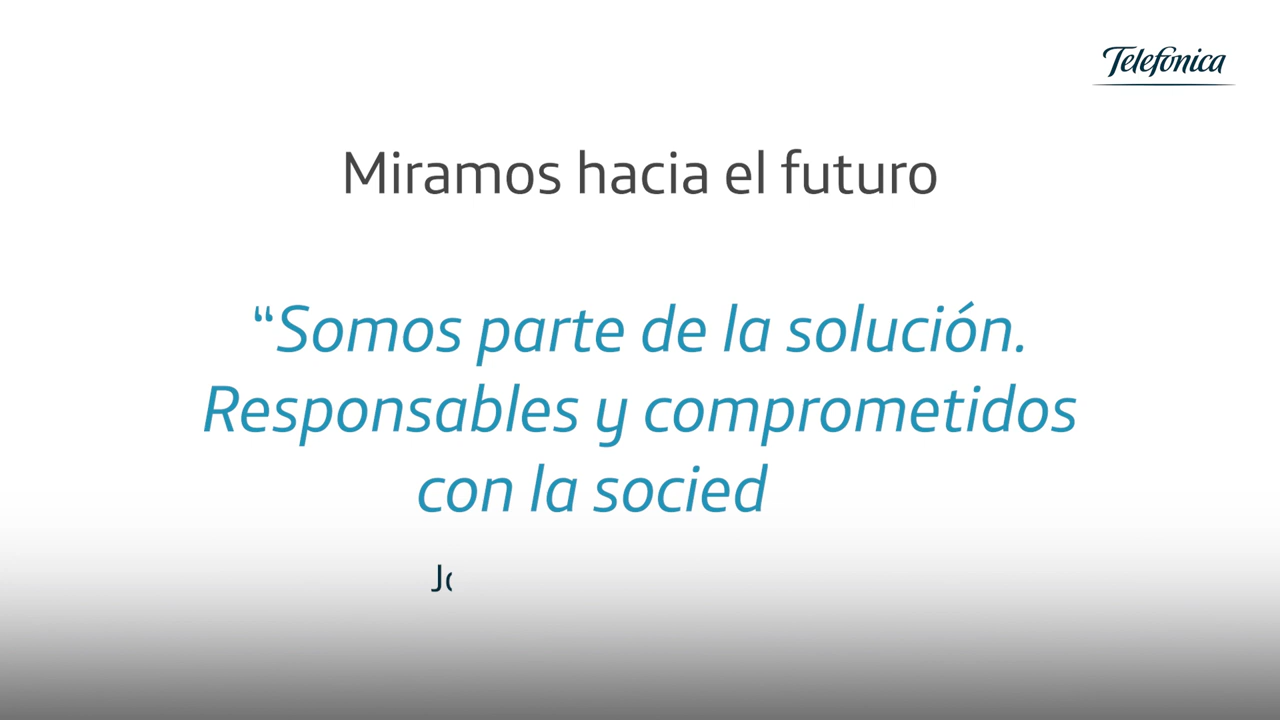 Telefónica
Miramos hacia el futuro
“Somos parte de la solución.
Responsables y comprometidos
con la socied